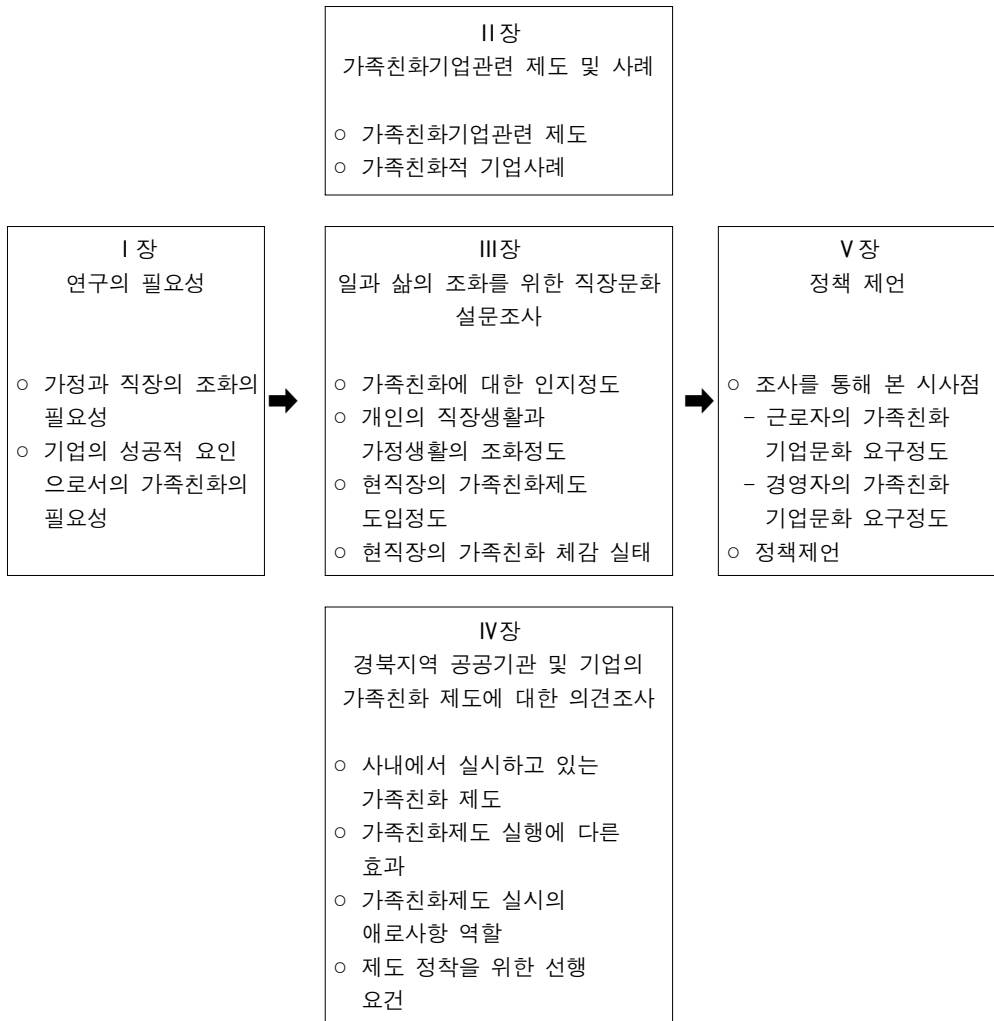 II장
가족친화기업관련 제도 및 사례
○ 가족친화기업관련 제도
○ 가족친화적 기업사례
I 장
연구의 필요성
○ 가정과 직장의 조화의
필요성
○ 기업의 성공적 요인
으로서의 가족친화의
필요성
III장
일과 삶의 조화를 위한 직장문화
설문조사
○ 가족친화에 대한 인지정도
○ 개인의 직장생활과
가정생활의 조화정도
○ 현직장의 가족친화제도
도입정도
○ 현직장의 가족친화 체감 실태
V 장
정책 제언
○ 조사를 통해 본 시사점
- 근로자의 가족친화
기업문화 요구정도
- 경영자의 가족친화
기업문화 요구정도
○ 정책제언
IV장
경북지역 공공기관 및 기업의
가족친화 제도에 대한 의견조사
○ 사내에서 실시하고 있는
가족친화 제도
○ 가족친화제도 실행에 다른
효과
○ 가족친화제도 실시의
애로사항 역할
○ 제도 정착을 위한 선행
요건